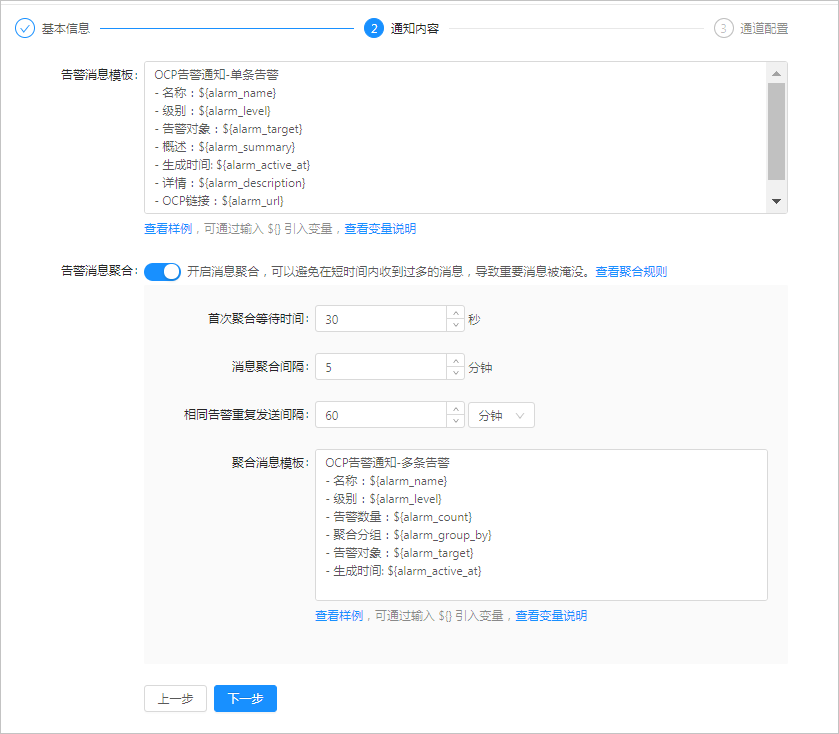 基本信息
2 通知内容
3 通道配置
告警消息模板：
OCP告警通知-单条告警
- 名称：${alarm_name}
- 级别：${alarm_level}
- 告警对象：${alarm_target}
- 概述：${alarm_summary}
- 生成时间: ${alarm_active_at}
- 详情：${alarm_description}
- OCP链接：${alarm_url}
查看样例，可通过输入 ${} 引入变量，查看变量说明
告警消息聚合：
开启消息聚合，可以避免在短时间内收到过多的消息，导致重要消息被淹没。查看聚合规则
首次聚合等待时间： 30 秒
消息聚合间隔： 5 分钟
相同告警重复发送间隔： 60 分钟
聚合消息模板：
OCP告警通知-多条告警
- 名称：${alarm_name}
- 级别：${alarm_level}
- 告警数量：${alarm_count}
- 聚合分组：${alarm_group_by}
- 告警对象：${alarm_target}
- 生成时间: ${alarm_active_at}
查看样例，可通过输入 ${} 引入变量，查看变量说明
上一步 下一步